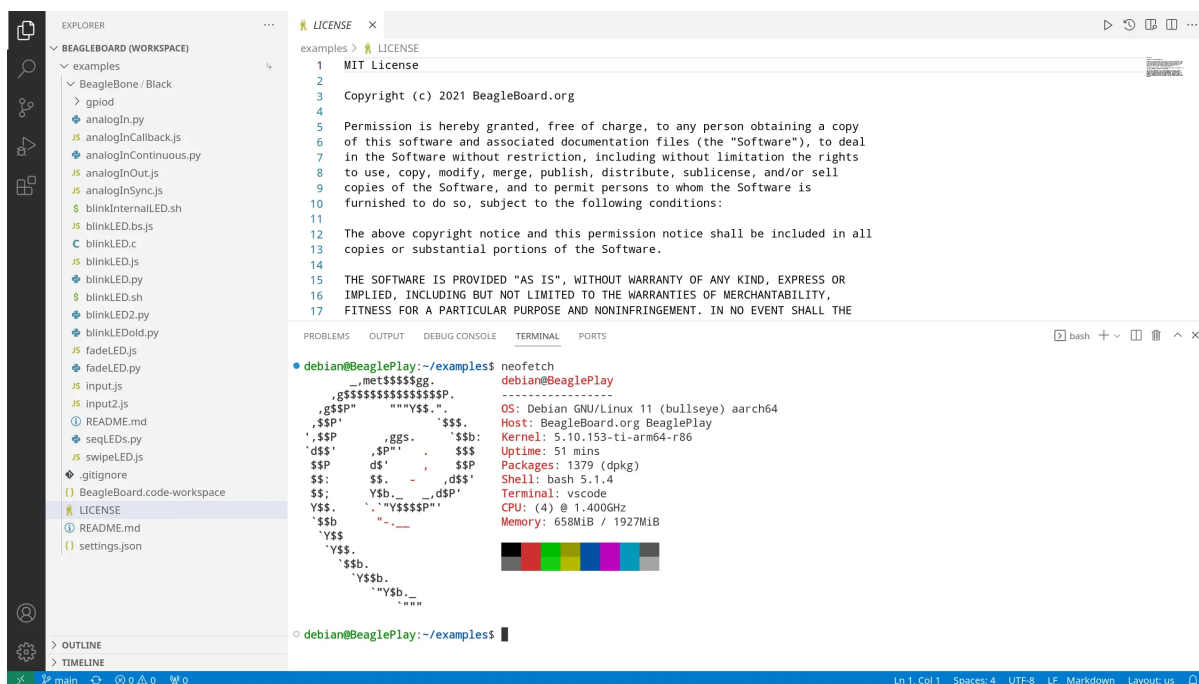 EXPLORER
BEAGLEBOARD (WORKSPACE)
examples
BeagleBone / Black
gpiod
analogIn.py
analogInCallback.js
analogInContinuous.py
analogInOut.js
analogInSync.js
blinkInternalLED.sh
blinkLED.bs.js
blinkLED.c
blinkLED.js
blinkLED.py
blinkLED.sh
blinkLED2.py
blinkLEDold.py
fadeLED.js
fadeLED.py
input.js
input2.js
README.md
seqLEDs.py
swipeLED.js
.gitignore
BeagleBoard.code-workspace
LICENSE
README.md
settings.json
OUTLINE
TIMELINE
LICENSE
examples > LICENSE
1 MIT License
2
3 Copyright (c) 2021 BeagleBoard.org
4
5 Permission is hereby granted, free of charge, to any person obtaining a copy
6 of this software and associated documentation files (the "Software"), to deal
7 in the Software without restriction, including without limitation the rights
8 to use, copy, modify, merge, publish, distribute, sublicense, and/or sell
9 copies of the Software, and to permit persons to whom the Software is
10 furnished to do so, subject to the following conditions:
11
12 The above copyright notice and this permission notice shall be included in all
13 copies or substantial portions of the Software.
14
15 THE SOFTWARE IS PROVIDED "AS IS", WITHOUT WARRANTY OF ANY KIND, EXPRESS OR
16 IMPLIED, INCLUDING BUT NOT LIMITED TO THE WARRANTIES OF MERCHANTABILITY,
17 FITNESS FOR A PARTICULAR PURPOSE AND NONINFRINGEMENT. IN NO EVENT SHALL THE
PROBLEMS OUTPUT DEBUG CONSOLE TERMINAL PORTS
bash
debian@BeaglePlay:~/examples$ neofetch
_,met$$$$$gg. debian@BeaglePlay
,g$$$$$$$$$$$$$$$P. -----------------
,g$$P"     """Y$$.". OS: Debian GNU/Linux 11 (bullseye) aarch64
,$$P'              `$$$. Host: BeagleBoard.org BeaglePlay
',$$P       ,ggs.     `$$b: Kernel: 5.10.153-ti-arm64-r86
`d$$'     ,$P"'   .    $$$ Uptime: 51 mins
$$P      d$'     ,    $$P Packages: 1379 (dpkg)
$$:      $$.   -    ,d$$' Shell: bash 5.1.4
$$;      Y$b._   _,d$P' Terminal: vscode
Y$$.    `.`"Y$$$$P"' CPU: (4) @ 1.400GHz
`$$b      "-.__ Memory: 658MiB / 1927MiB
`Y$$
`Y$$.
`$$b.
`Y$$b.
`"Y$b._
`"""
debian@BeaglePlay:~/examples$
main 0 0 0 Ln 1, Col 1 Spaces: 4 UTF-8 LF Markdown Layout: us